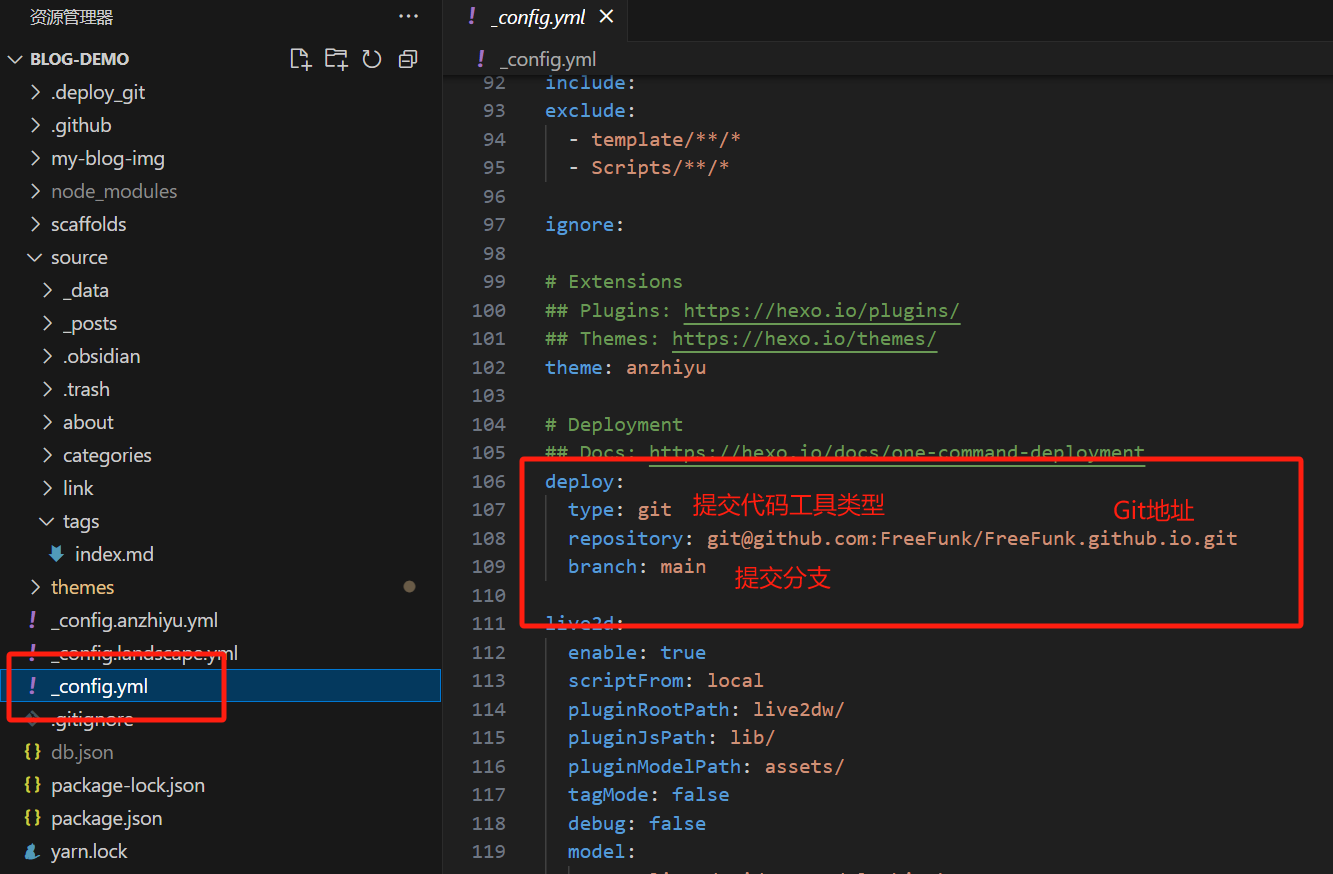 资源管理器
BLOG-DEMO
.deploy_git
.github
my-blog-img
node_modules
scaffolds
source
_data
_posts
.obsidian
.trash
about
categories
link
tags
index.md
themes
_config.anzhiyu.yml
_config.landscape.yml
_config.yml
.gitignore
db.json
package-lock.json
package.json
yarn.lock
_config.yml
_config.yml
92 include:
93 exclude:
94 - template/**/*
95 - Scripts/**/*
96
97 ignore:
98
99 # Extensions
100 ## Plugins: https://hexo.io/plugins/
101 ## Themes: https://hexo.io/themes/
102 theme: anzhiyu
103
104 # Deployment
105 ## Docs: https://hexo.io/docs/one-command-deployment
106 deploy:
107 type: git 提交代码工具类型 Git地址
108 repository: git@github.com:FreeFunk/FreeFunk.github.io.git
109 branch: main 提交分支
110
111 live2d:
112 enable: true
113 scriptFrom: local
114 pluginRootPath: live2dw/
115 pluginJsPath: lib/
116 pluginModelPath: assets/
117 tagMode: false
118 debug: false
119 model: